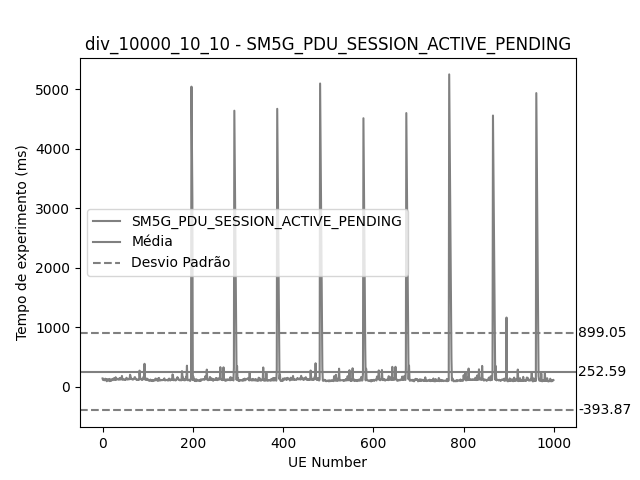 div_10000_10_10 - SM5G_PDU_SESSION_ACTIVE_PENDING
Tempo de experimento (ms)
5000
4000
3000
2000
1000
0
SM5G_PDU_SESSION_ACTIVE_PENDING
Média
Desvio Padrão
899.05
252.59
-393.87
0
200
400
600
800
1000
UE Number